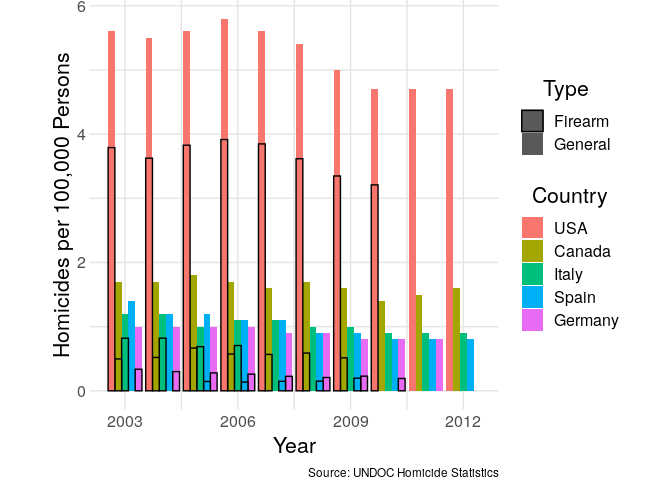 Homicides per 100,000 Persons
6
4
2
0
2003
2006
2009
2012
Year
Type
Firearm
General
Country
USA
Canada
Italy
Spain
Germany
Source: UNDOC Homicide Statistics